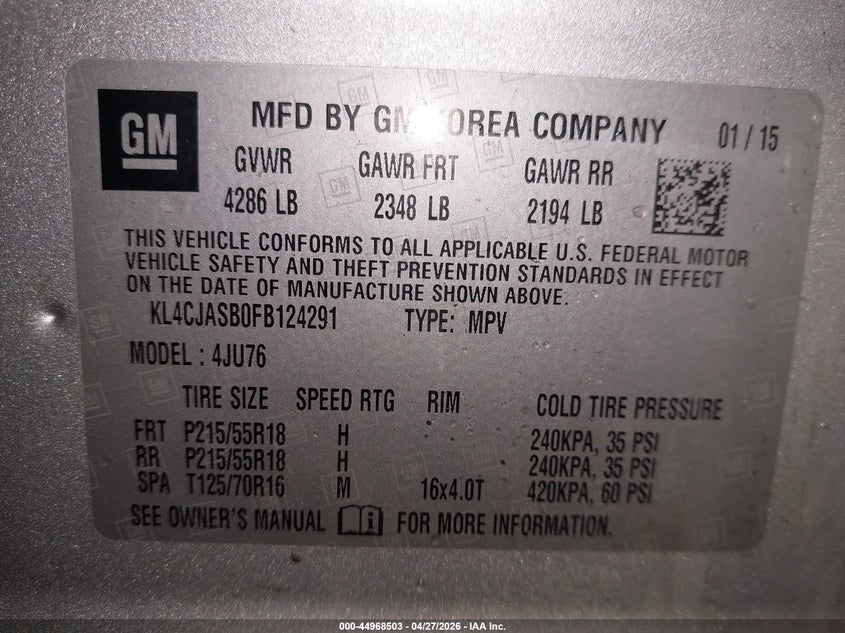 GM
MFD BY GM KOREA COMPANY 01 / 15
GVWR GAWR FRT GAWR RR
4286 LB 2348 LB 2194 LB
THIS VEHICLE CONFORMS TO ALL APPLICABLE U.S. FEDERAL MOTOR
VEHICLE SAFETY AND THEFT PREVENTION STANDARDS IN EFFECT
ON THE DATE OF MANUFACTURE SHOWN ABOVE.
KL4CJASB0FB124291 TYPE: MPV
MODEL : 4JU76
TIRE SIZE SPEED RTG RIM COLD TIRE PRESSURE
FRT P215/55R18 H 240KPA, 35 PSI
RR P215/55R18 H 240KPA, 35 PSI
SPA T125/70R16 M 16x4.0T 420KPA, 60 PSI
SEE OWNER'S MANUAL FOR MORE INFORMATION.
000-44968503 - 04/27/2026 - IAA Inc.